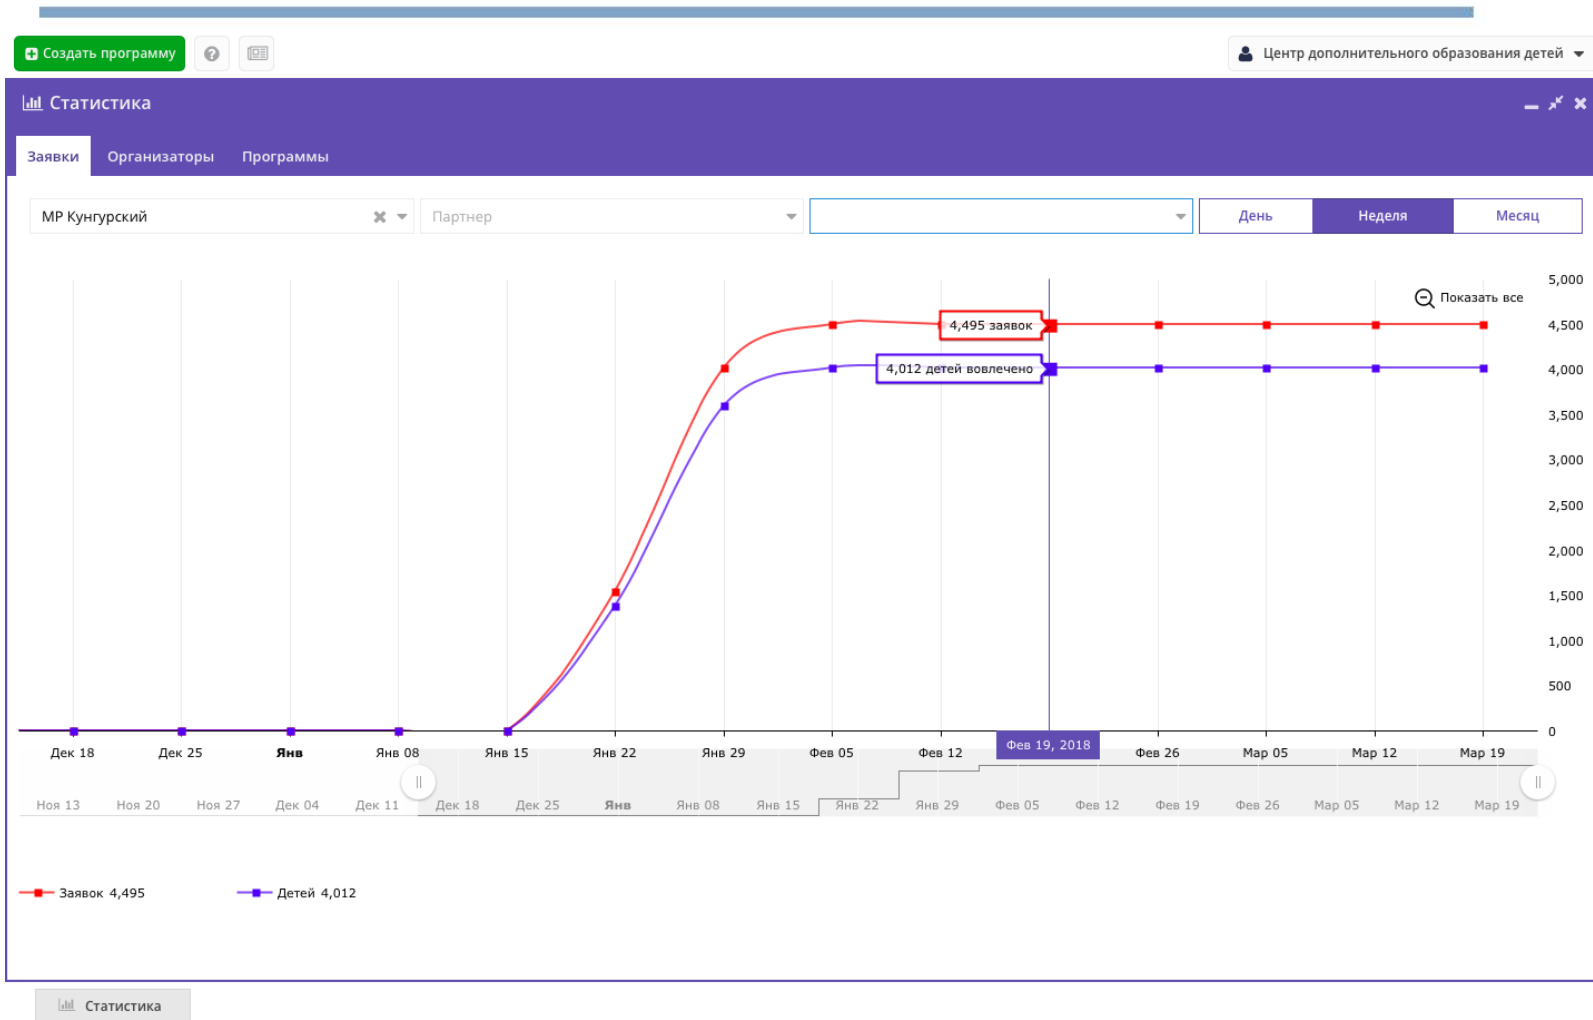 Создать программу
Центр дополнительного образования детей
Статистика
Заявки Организаторы Программы
МР Кунгурский Партнер День Неделя Месяц
5,000
Показать все
4,495 заявок 4,500
4,012 детей вовлечено 4,000
3,500
3,000
2,500
2,000
1,500
1,000
500
0
Дек 18 Дек 25 Янв Янв 08 Янв 15 Янв 22 Янв 29 Фев 05 Фев 12 Фев 19, 2018 Фев 26 Мар 05 Мар 12 Мар 19
Ноя 13 Ноя 20 Ноя 27 Дек 04 Дек 11 Дек 18 Дек 25 Янв Янв 08 Янв 15 Янв 22 Янв 29 Фев 05 Фев 12 Фев 19 Фев 26 Мар 05 Мар 12 Мар 19
Заявок 4,495 Детей 4,012
Статистика